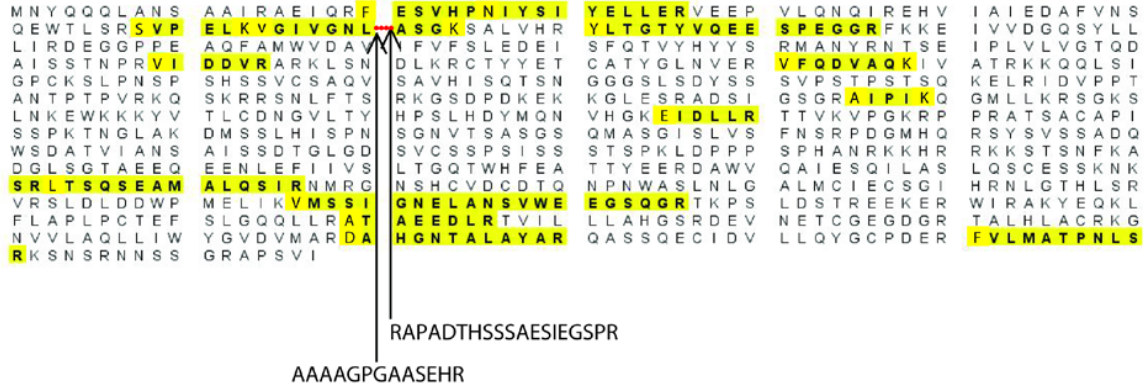 MNYQQQLANS AAIRAEIQRF ESVHPNIYSI YELLERVEEP VLQNQIREHV IAIEDAFVNS
QEWTLSRSVP ELKVGIVGNL ASGKSALVHR YLTGTYVQEE SPEGGRFKKE IVVDGQSYLL
LIRDEGGPPE AQFAMWVDAV IFVFSLEDEI SFQTVYHYYS RMANYRNTSE IPLVLVGTQD
AISSTNPRVI DDVRARKLSN DLKRCTYYET CATYGLNVER VFQDVAQKIV ATRKKQQLSI
GPCKSLPNSP SHSSVCSAQV SAVHISQTSN GGGSLSDYSS SVPSTPSTSQ KELRIDVPPT
ANTPTPVRKQ SKRRSNLFTS RKGSDPDKEK KGLESRADSI GSGRAIPIKQ GMLLKRSGKS
LNKEWKKKYV TLCDNGVLTY HPSLHDYMQN VHGKEIDLLR TTVKVPGKRP PRATSACAPI
SSPKTNGLAK DMSSLHISPN SGNVTSASGS QMASGISLVS FNSRPDGMHQ RSYSVSSADQ
WSDATVIANS AISSDTGLGD SVCSSPSISS TSPKLDPPPS PHANRKKHRR KKSTSNFKA
DGLSGTAEEQ EENLEFIIVS LTGQTWHFEA TTYEERDAWV QAIESQILAS LQSCESSKNK
SRLTSQSEAM ALQSIRNMRG NSHCVDCDTQ NPNWASLNLG ALMCIECSGI HRNLGTHLSR
VRSLDLDDWP MELIKVMSSI GNELANSVWE EGSQGRTKPS LDSTREEKER WIRAKYEQKL
FLAPLPCTEF SLGQQLLRAT AEEDLRTVIL LLAHGSRDEV NETCGEGDGR TALHLACRKG
NVVLAQLLIW YGVDVMARDA HGNTALAYAR QASSQECIDV LLQYGCPDER FVLMATPNLS
RKSNSRNNSS GRAPSVI
RAPADTHSSSAESIEGSPR
AAAAGPGAASEHR